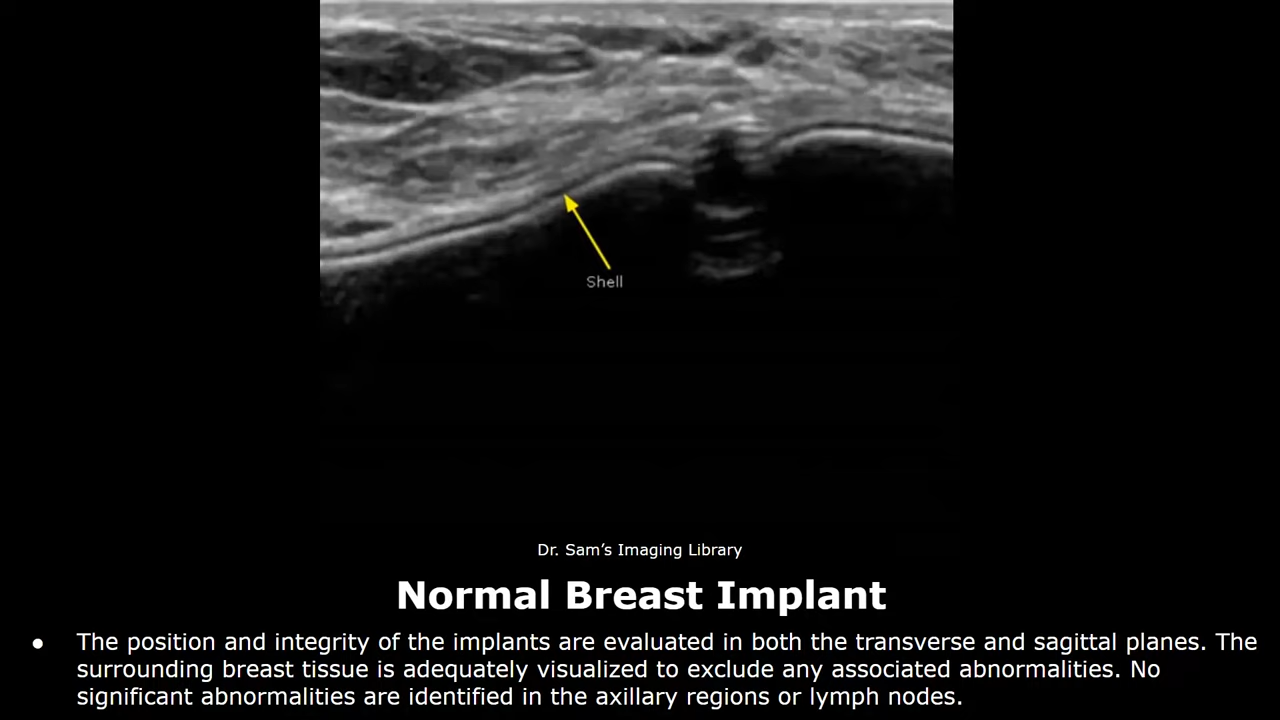 Shell
Dr. Sam’s Imaging Library
Normal Breast Implant
● The position and integrity of the implants are evaluated in both the transverse and sagittal planes. The
surrounding breast tissue is adequately visualized to exclude any associated abnormalities. No
significant abnormalities are identified in the axillary regions or lymph nodes.